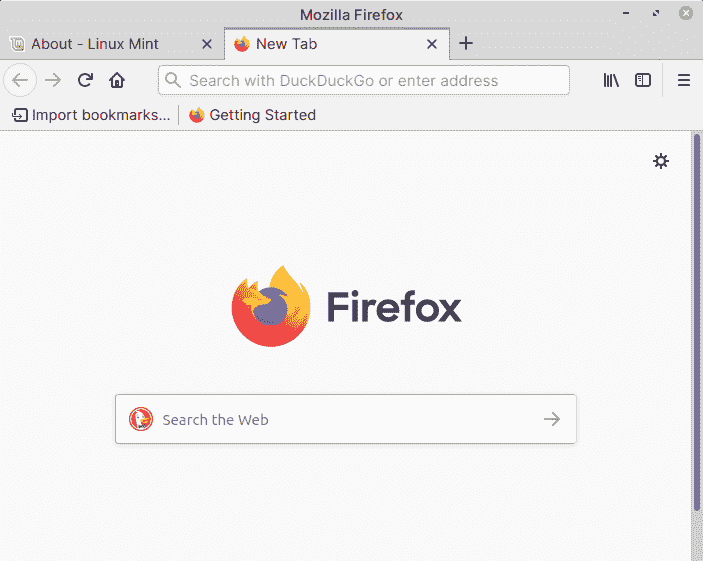 Mozilla Firefox
About - Linux Mint
New Tab
Search with DuckDuckGo or enter address
Import bookmarks...
Getting Started
Firefox
Search the Web